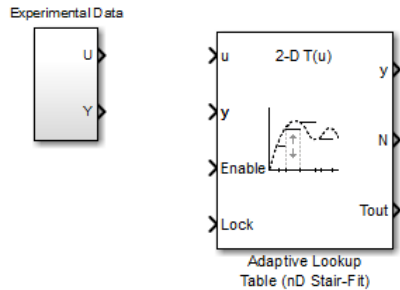 Experimental Data
U
Y
u
2-D T(u)
y
y
N
Enable
Tout
Lock
Adaptive Lookup
Table (nD Stair-Fit)